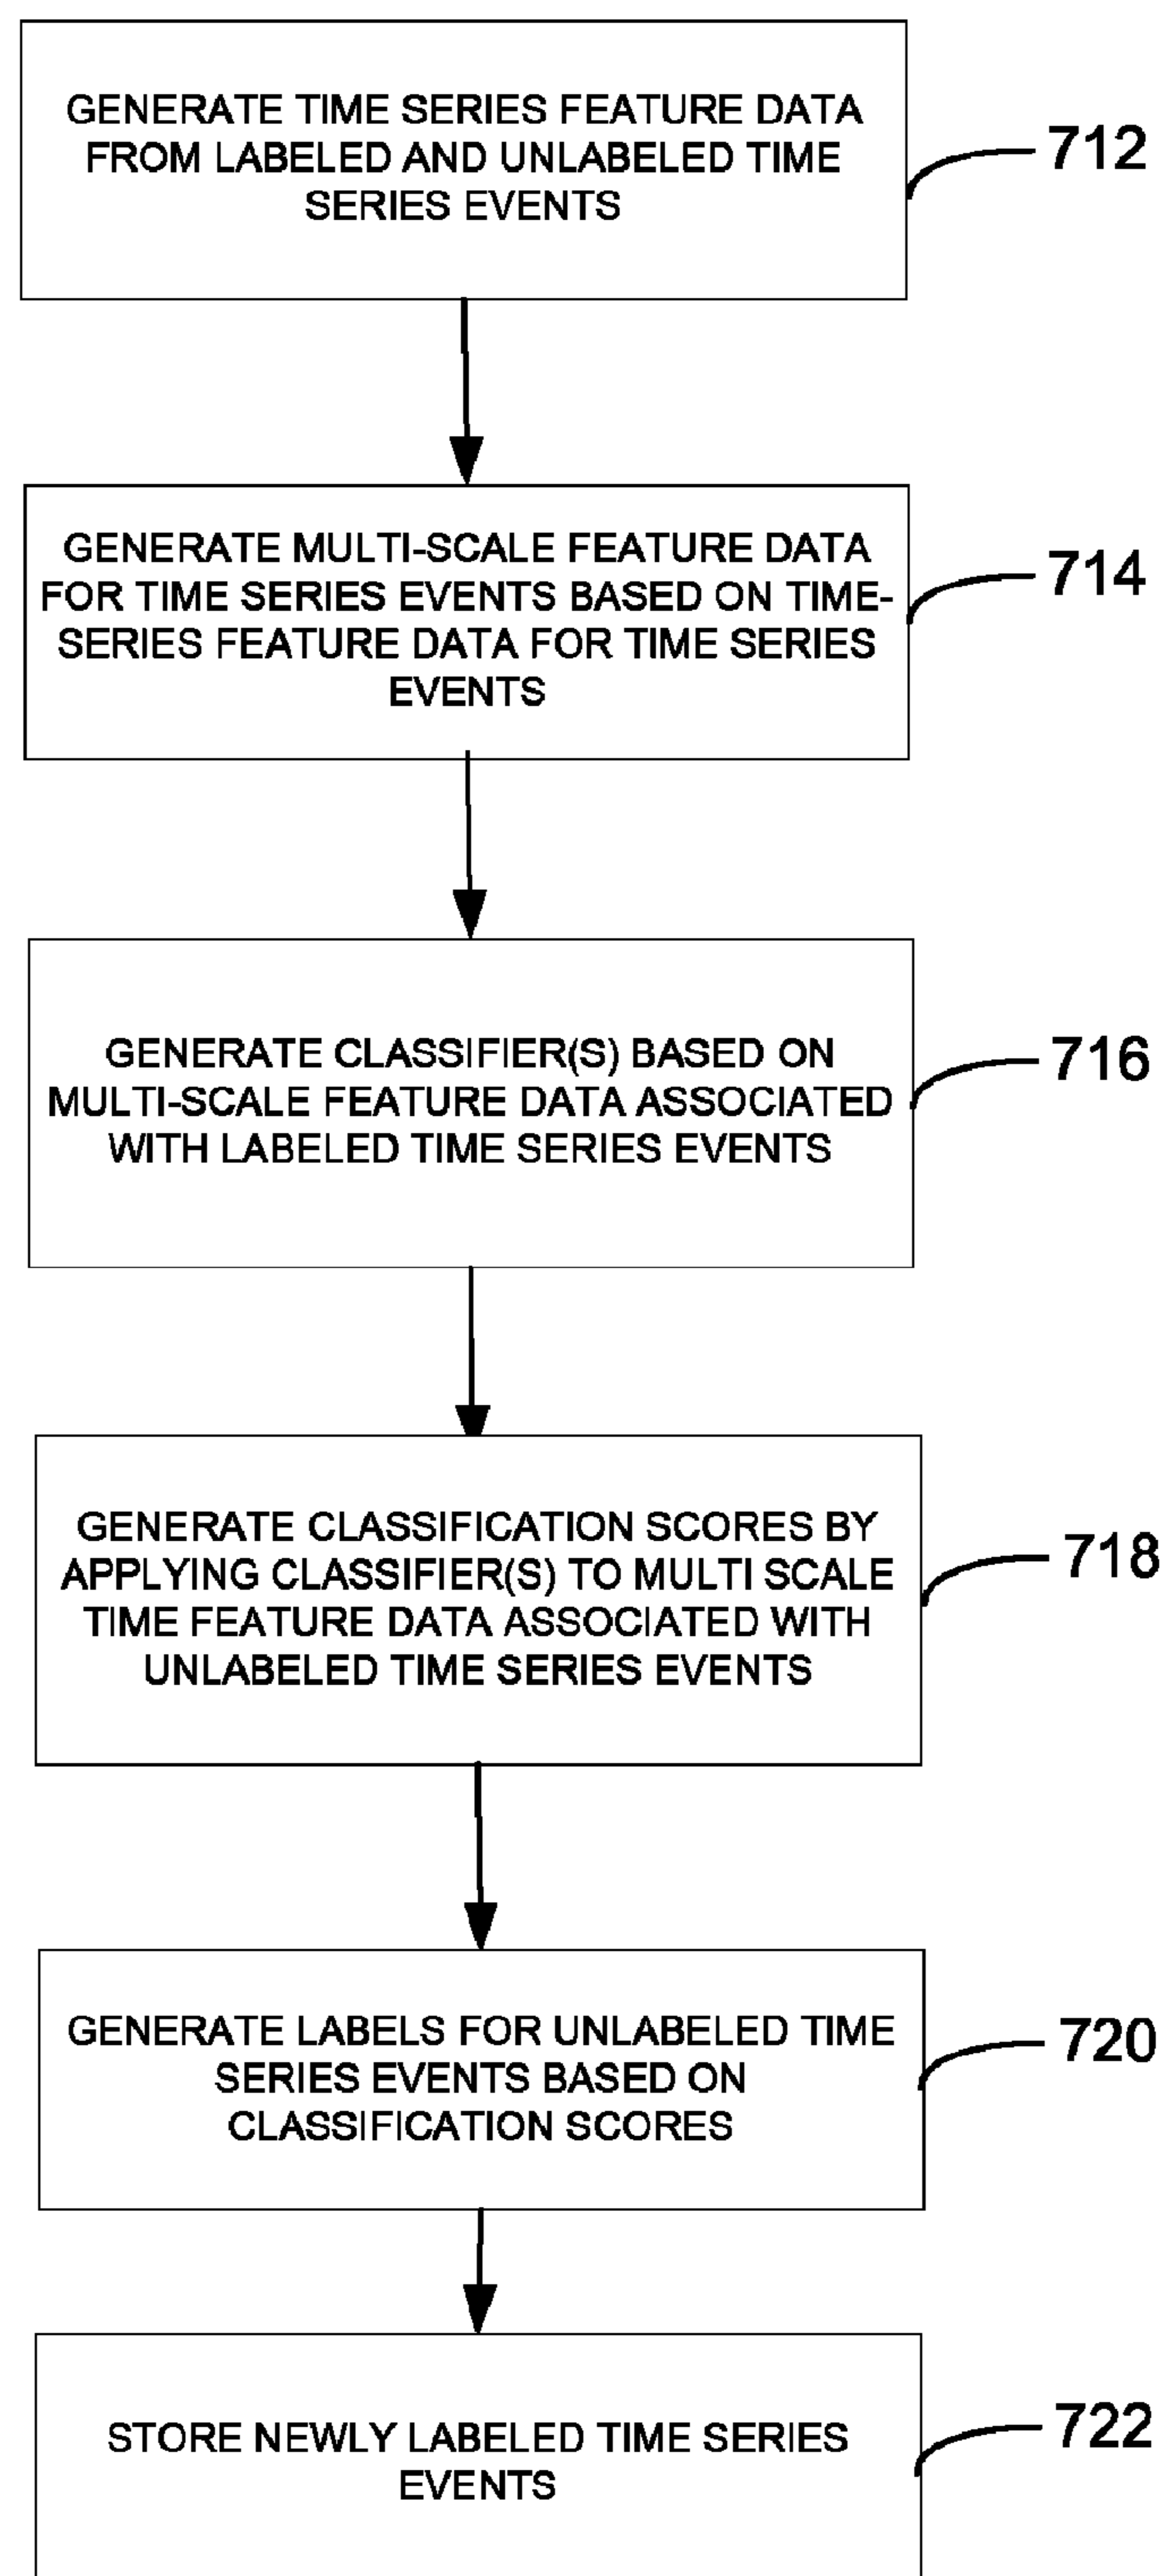 GENERATE TIME SERIES FEATURE DATA
FROM LABELED AND UNLABELED TIME
SERIES EVENTS
712
GENERATE MULTI-SCALE FEATURE DATA
FOR TIME SERIES EVENTS BASED ON TIME-
SERIES FEATURE DATA FOR TIME SERIES
EVENTS
714
GENERATE CLASSIFIER(S) BASED ON
MULTI-SCALE FEATURE DATA ASSOCIATED
WITH LABELED TIME SERIES EVENTS
716
GENERATE CLASSIFICATION SCORES BY
APPLYING CLASSIFIER(S) TO MULTI SCALE
TIME FEATURE DATA ASSOCIATED WITH
UNLABELED TIME SERIES EVENTS
718
GENERATE LABELS FOR UNLABELED TIME
SERIES EVENTS BASED ON
CLASSIFICATION SCORES
720
STORE NEWLY LABELED TIME SERIES
EVENTS
722